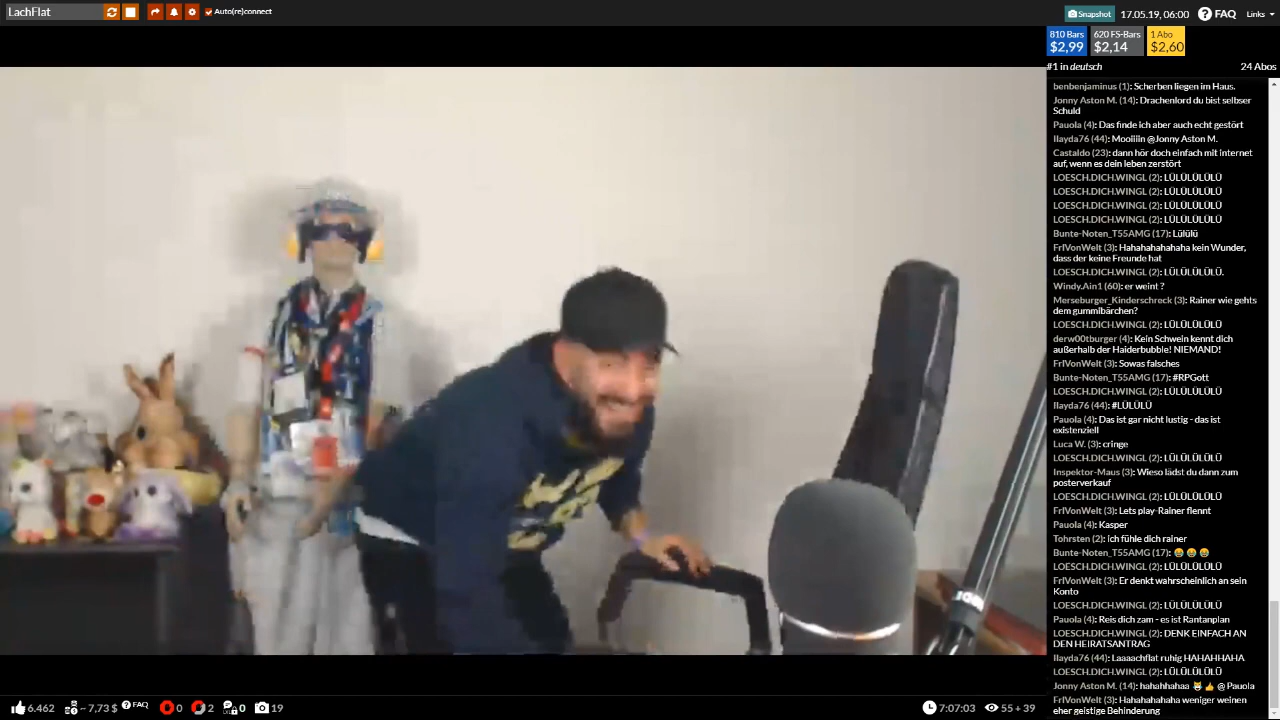 LachFlat
Auto(re)connect
Snapshot
17.05.19, 06:00
FAQ
Links
810 Bars
$2,99
620 FS-Bars
$2,14
1 Abo
$2,60
#1 in deutsch
24 Abos
benbenjaminus (1): Scherben liegen im Haus.
Jonny Aston M. (14): Drachenlord du bist selbser
Schuld
Pauola (4): Das finde ich aber auch echt gestört
Ilayda76 (44): Mooiiiin @Jonny Aston M.
Castaldo (23): dann hör doch einfach mit internet
auf, wenn es dein leben zerstört
LOESCH.DICH.WINGL (2): LÜLÜLÜLÜLÜ
LOESCH.DICH.WINGL (2): LÜLÜLÜLÜLÜ
LOESCH.DICH.WINGL (2): LÜLÜLÜLÜLÜ
LOESCH.DICH.WINGL (2): LÜLÜLÜLÜLÜ
Bunte-Noten_T55AMG (17): Lülülü
FrlVonWelt (3): Hahahahahahaha kein Wunder,
dass der keine Freunde hat
LOESCH.DICH.WINGL (2): LÜLÜLÜLÜLÜ.
Windy.Ain1 (60): er weint ?
Merseburger_Kinderschreck (3): Rainer wie gehts
dem gummibärchen?
LOESCH.DICH.WINGL (2): LÜLÜLÜLÜLÜ
derw00tburger (4): Kein Schwein kennt dich
außerhalb der Haiderbubble! NIEMAND!
FrlVonWelt (3): Sowas falsches
Bunte-Noten_T55AMG (17): #RPGott
LOESCH.DICH.WINGL (2): LÜLÜLÜLÜLÜ
Ilayda76 (44): #LÜLÜLÜ
Pauola (4): Das ist gar nicht lustig - das ist
existenziell
Luca W. (3): cringe
LOESCH.DICH.WINGL (2): LÜLÜLÜLÜLÜ
Inspektor-Maus (3): Wieso lädst du dann zum
posterverkauf
LOESCH.DICH.WINGL (2): LÜLÜLÜLÜLÜ
FrlVonWelt (3): Lets play-Rainer flennt
Pauola (4): Kasper
Tohrsten (2): ich fühle dich rainer
Bunte-Noten_T55AMG (17): 😆 😆 😆
LOESCH.DICH.WINGL (2): LÜLÜLÜLÜLÜ
FrlVonWelt (3): Er denkt wahrscheinlich an sein
Konto
LOESCH.DICH.WINGL (2): LÜLÜLÜLÜLÜ
Pauola (4): Reis dich zam - es ist Rantanplan
LOESCH.DICH.WINGL (2): DENK EINFACH AN
DEN HEIRATSANTRAG
Ilayda76 (44): Laaaachflat ruhig HAHAHHAHA
LOESCH.DICH.WINGL (2): LÜLÜLÜLÜLÜ
Jonny Aston M. (14): hahahhahaa 😹 👍 @ Pauola
FrlVonWelt (3): Hahahahahaha weniger weinen
eher geistige Behinderung
6.462
~ 7,73 $
FAQ
0
2
0
19
7:07:03
55 + 39